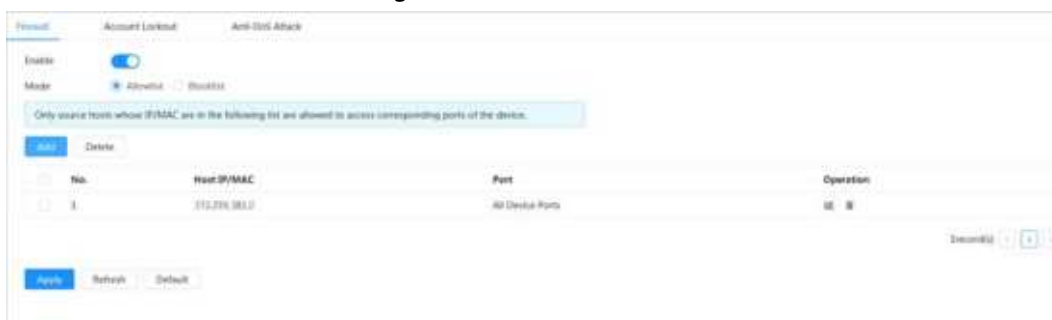 Firewall Account Lockout Anti-DoS Attack
Enable
Mode Allowlist Blocklist
Only source hosts whose IP/MAC are in the following list are allowed to access corresponding ports of the device.
Add Delete
No. Host IP/MAC Port Operation
1 All Device Ports
Apply Refresh Default